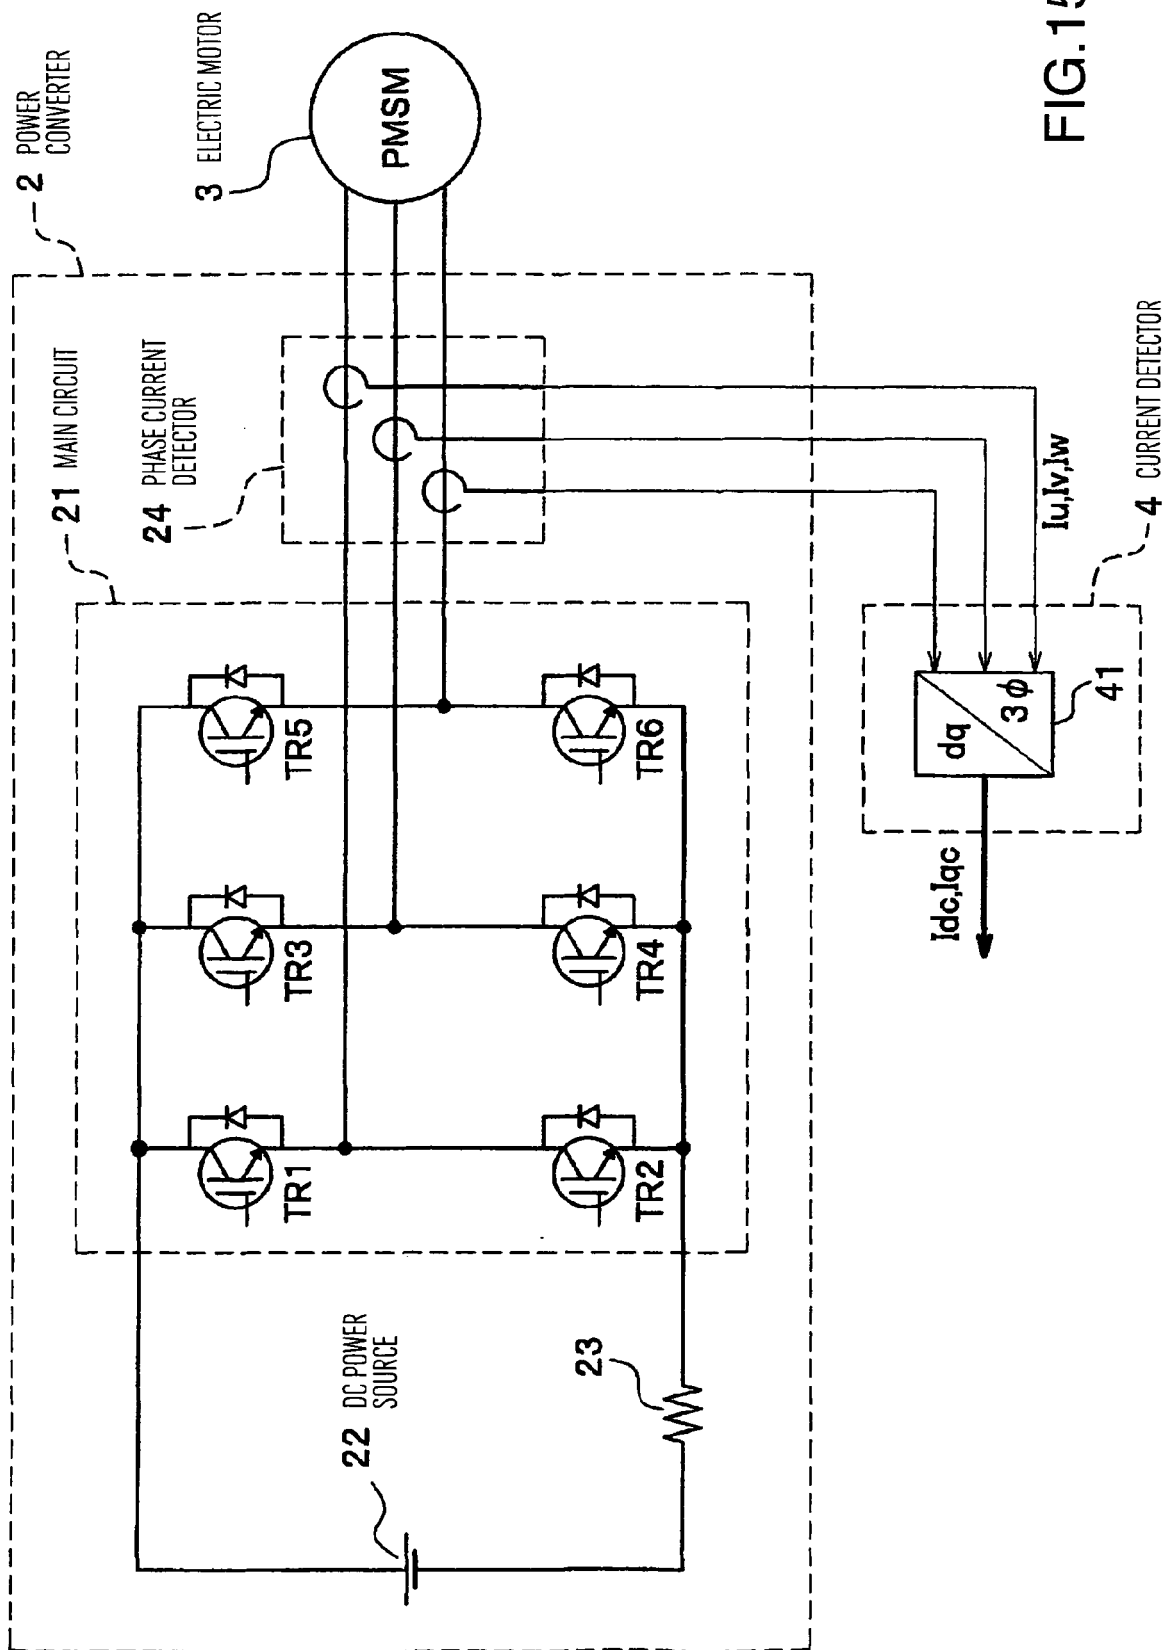 2 POWER
CONVERTER
3 ELECTRIC MOTOR
PMSM
21 MAIN CIRCUIT
24 PHASE CURRENT
DETECTOR
TR1
TR3
TR5
TR2
TR4
TR6
22 DC POWER
SOURCE
23
Iu,Iv,Iw
dq
3ϕ
41
Idc,Iqc
4 CURRENT DETECTOR
FIG.15